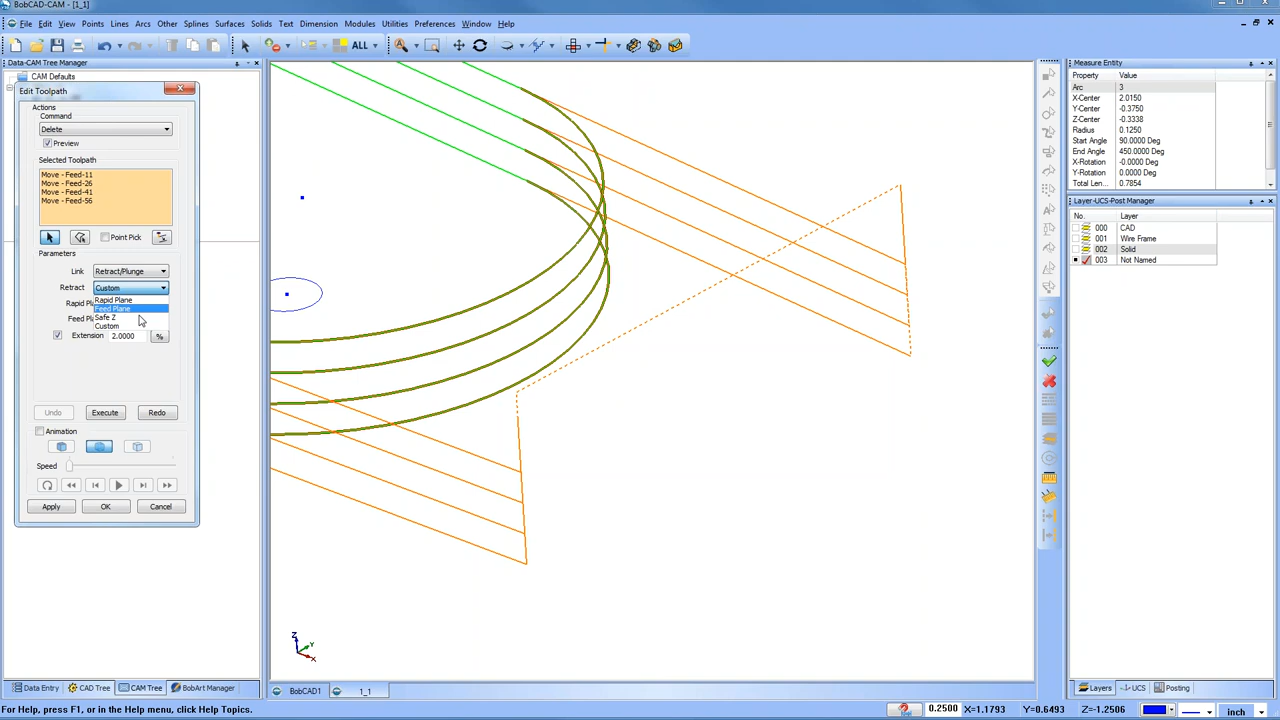 BobCAD-CAM - [1_1]
File Edit View Points Lines Arcs Other Splines Surfaces Solids Text Dimension Modules Utilities Preferences Window Help
ALL
Data-CAM Tree Manager
CAM Defaults
Edit Toolpath
Actions
Command
Delete
Preview
Selected Toolpath
Move - Feed-11
Move - Feed-26
Move - Feed-41
Move - Feed-56
Point Pick
Parameters
Link Retract/Plunge
Retract Custom
Rapid Plane
Rapid Pl
Feed Plane
Safe Z
Feed Pl
Custom
Extension 2.0000 %
Undo Execute Redo
Animation
Speed
Apply OK Cancel
Z
Y
X
Measure Entity
Property Value
Arc 3
X-Center 2.0150
Y-Center -0.3750
Z-Center -0.3338
Radius 0.1250
Start Angle 90.0000 Deg
End Angle 450.0000 Deg
X-Rotation -0.0000 Deg
Y-Rotation 0.0000 Deg
Total Len... 0.7854
Layer-UCS-Post Manager
No. Layer
000 CAD
001 Wire Frame
002 Solid
003 Not Named
Data Entry CAD Tree CAM Tree BobArt Manager
BobCAD1 1_1
Layers UCS Posting
For Help, press F1, or in the Help menu, click Help Topics.
0.2500 X=1.1793 Y=0.6493 Z=-1.2506 inch